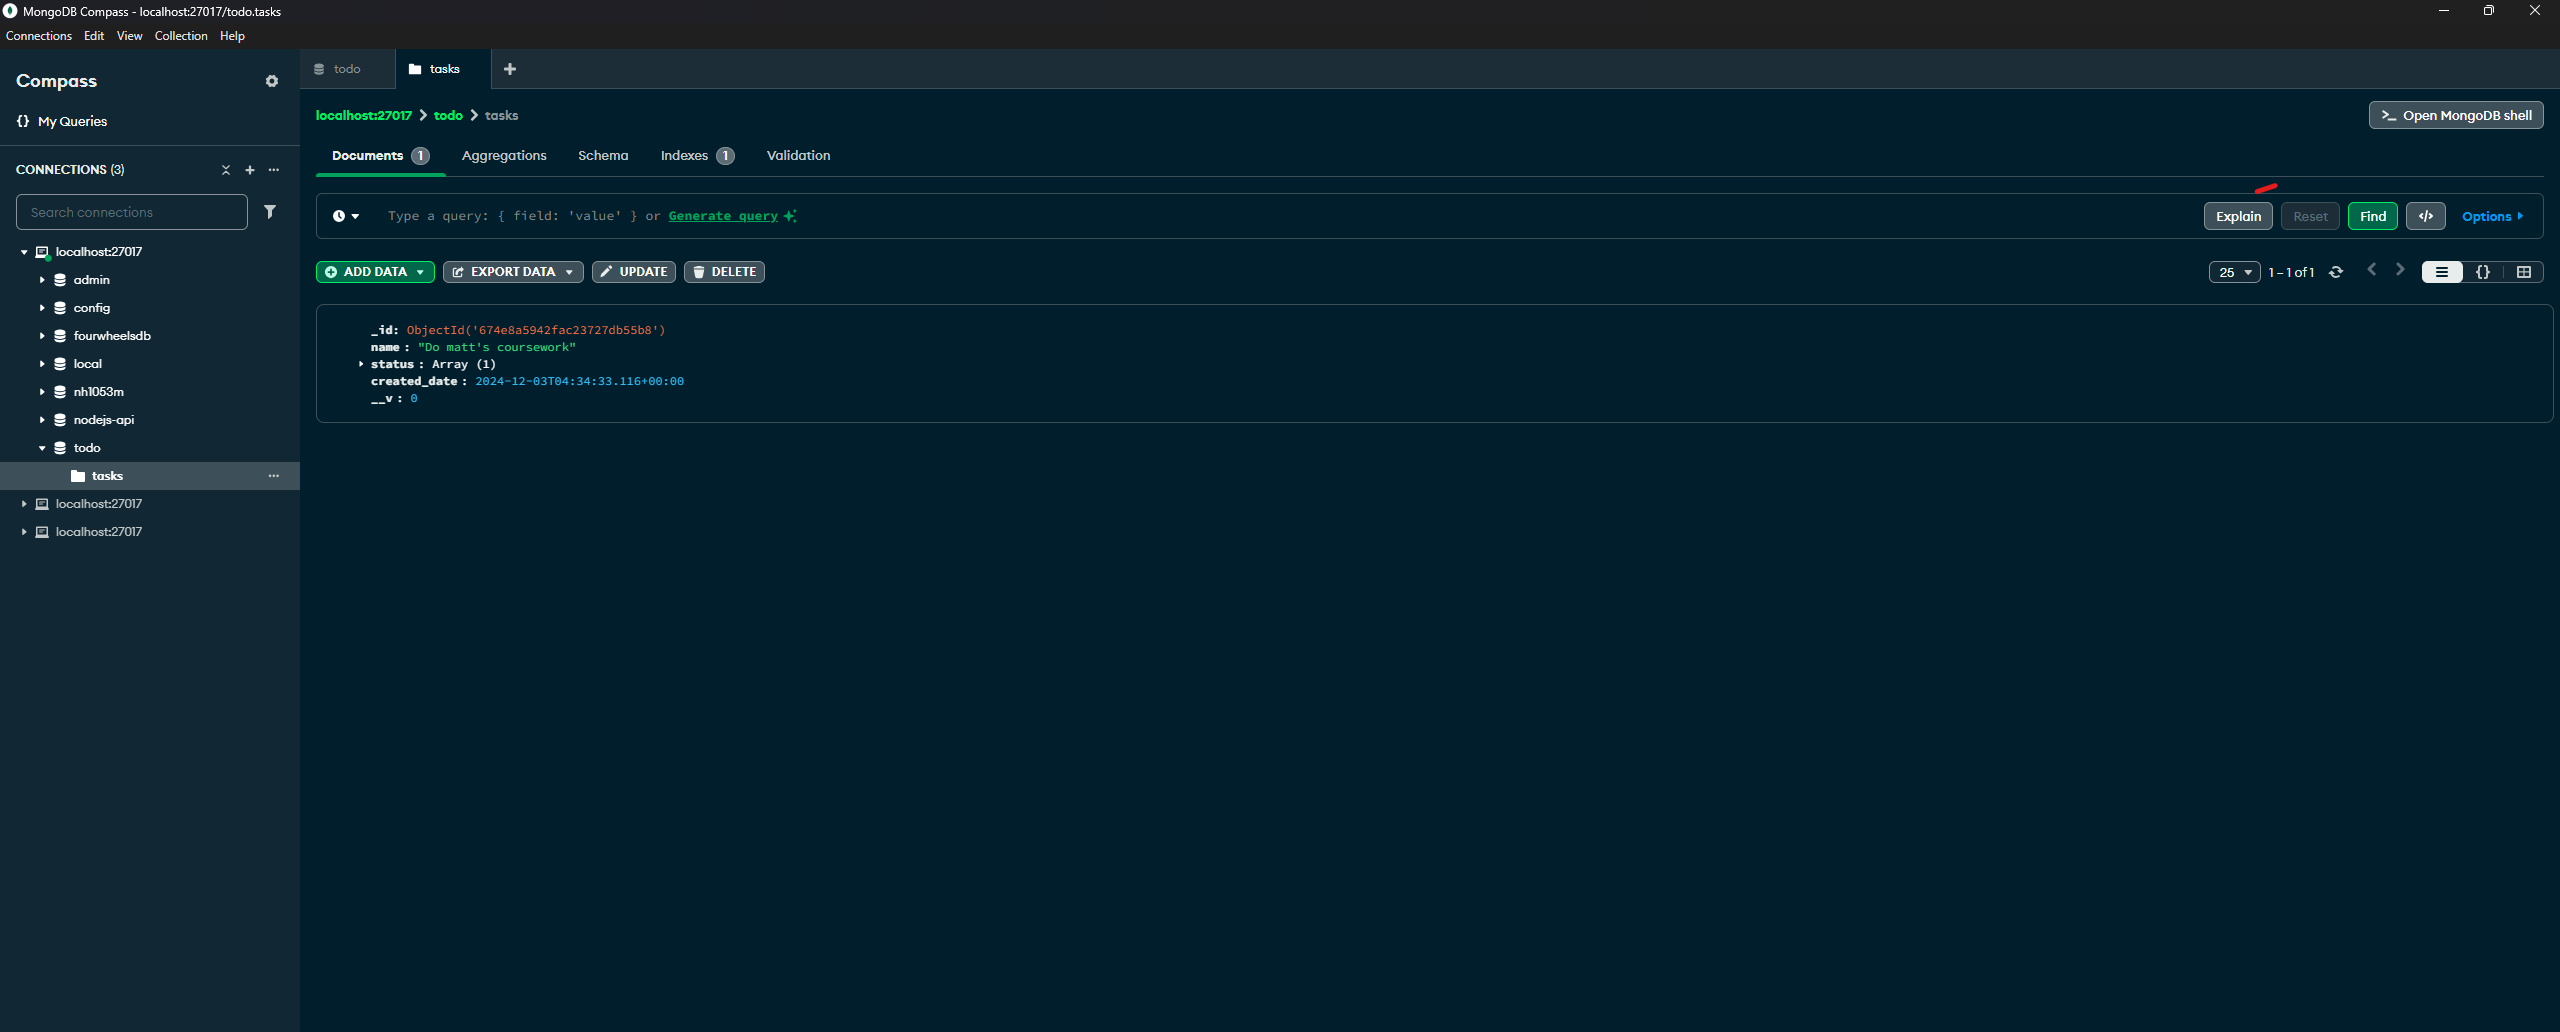 MongoDB Compass - localhost:27017/todo.tasks
Connections Edit View Collection Help
Compass
{} My Queries
CONNECTIONS (3)
Search connections
localhost:27017
admin
config
fourwheelsdb
local
nh1053m
nodejs-api
todo
tasks
localhost:27017
localhost:27017
todo
tasks
localhost:27017 > todo > tasks
>_ Open MongoDB shell
Documents 1 Aggregations Schema Indexes 1 Validation
Type a query: { field: 'value' } or Generate query
Explain Reset Find </> Options
ADD DATA EXPORT DATA UPDATE DELETE
25 1-1 of 1 {}
_id: ObjectId('674e8a5942fac23727db55b8')
name : "Do matt's coursework"
status : Array (1)
created_date : 2024-12-03T04:34:33.116+00:00
__v : 0